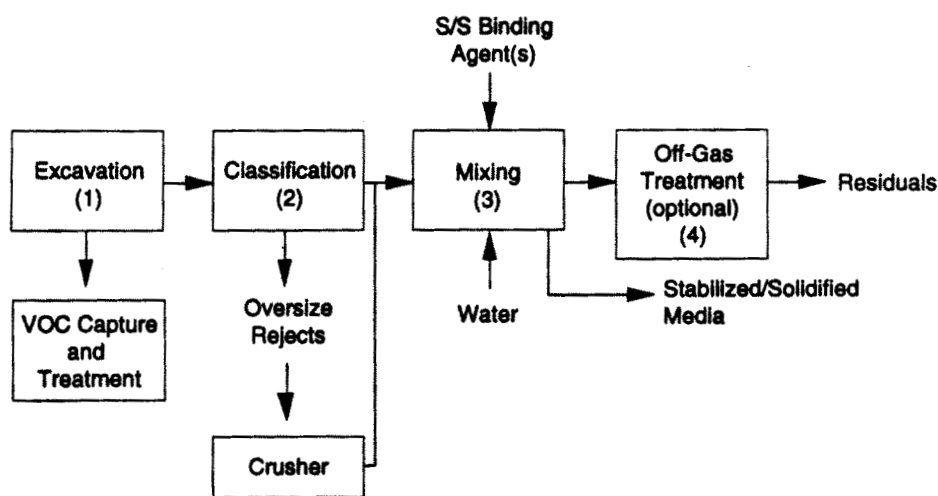 S/S Binding
Agent(s)
Excavation
(1)
Classification
(2)
Mixing
(3)
Off-Gas
Treatment
(optional)
(4)
Residuals
VOC Capture
and
Treatment
Oversize
Rejects
Water
Stabilized/Solidified
Media
Crusher